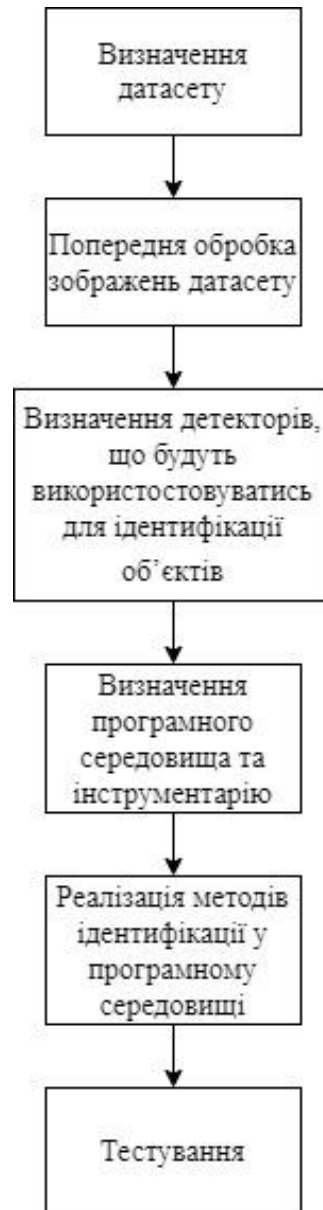 Визначення
датасету
Попередня обробка
зображень датасету
Визначення детекторів,
що будуть
використостовуватись
для ідентифікації
об’єктів
Визначення
програмного
середовища та
інструментарію
Реалізація методів
ідентифікації у
програмному
середовищі
Тестування